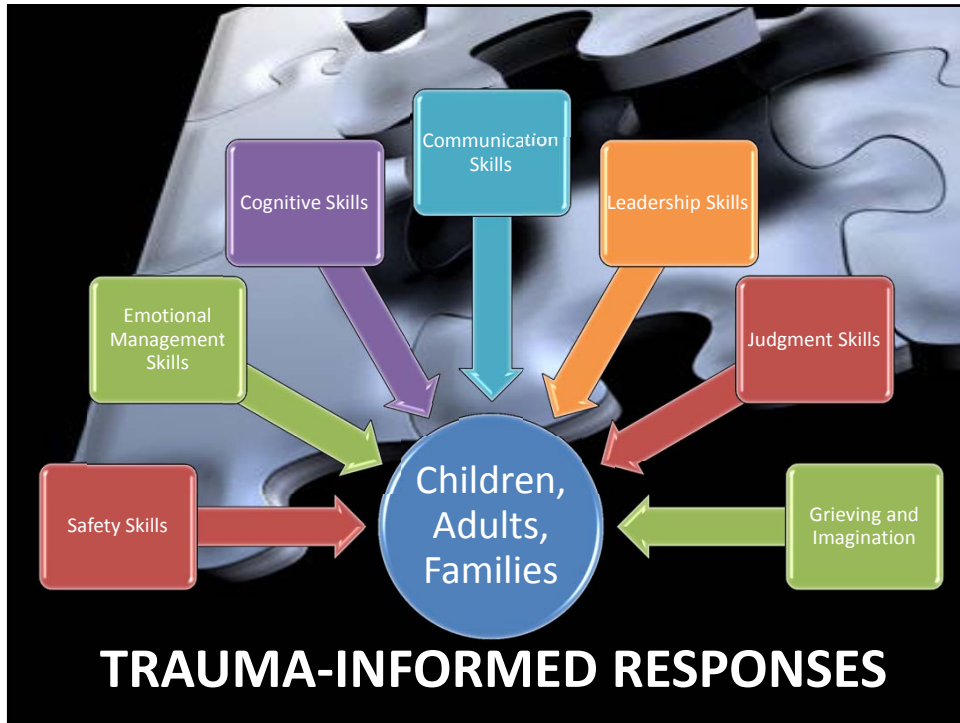 Communication
Skills
Cognitive Skills
Leadership Skills
Emotional
Management
Skills
Judgment Skills
Safety Skills
Children,
Adults,
Families
Grieving and
Imagination
TRAUMA-INFORMED RESPONSES